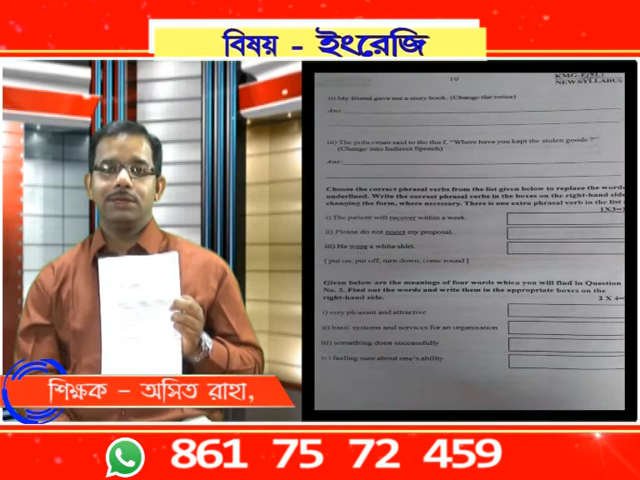 বিষয় - ইংরেজি
10
KMG-E(SL)
NEW SYLLABUS
ii) My friend gave me a story book. (Change the voice)
Ans:
iii) The policeman said to the thief, "Where have you kept the stolen goods ?"
(Change into Indirect Speech)
Ans:
Choose the correct phrasal verbs from the list given below to replace the words
underlined. Write the correct phrasal verbs in the boxes on the right-hand side
changing the form, where necessary. There is one extra phrasal verb in the list
1X3=
i) The patient will recover within a week.
ii) Please do not reject my proposal.
iii) He wore a white shirt.
[ put on, put off, turn down, come round ]
Given below are the meanings of four words which you will find in Question
No. 3. Find out the words and write them in the appropriate boxes on the
right-hand side.
2 X 4=
i) very pleasant and attractive
ii) basic systems and services for an organisation
iii) something done successfully
iv) feeling sure about one's ability
শিক্ষক – অসিত রাহা,
861 75 72 459